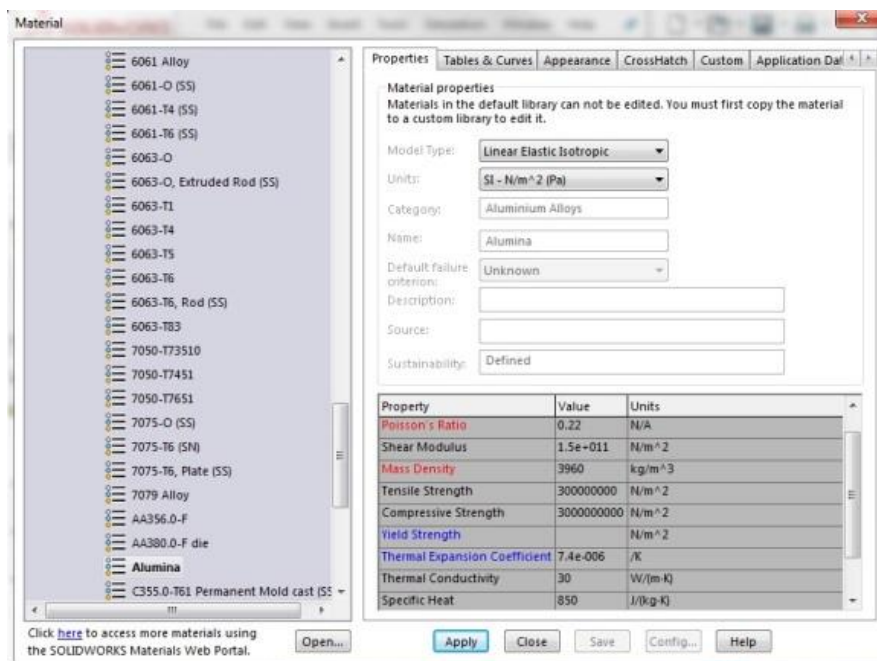 Material
6061 Alloy
6061-O (SS)
6061-T4 (SS)
6061-T6 (SS)
6063-O
6063-O, Extruded Rod (SS)
6063-T1
6063-T4
6063-T5
6063-T6
6063-T6, Rod (SS)
6063-T83
7050-T73510
7050-T7451
7050-T7651
7075-O (SS)
7075-T6 (SN)
7075-T6, Plate (SS)
7079 Alloy
AA356.0-F
AA380.0-F die
Alumina
C355.0-T61 Permanent Mold cast (SS
Click here to access more materials using
the SOLIDWORKS Materials Web Portal.
Open...
Properties Tables & Curves Appearance CrossHatch Custom Application Dat
Material properties
Materials in the default library can not be edited. You must first copy the material
to a custom library to edit it.
Model Type: Linear Elastic Isotropic
Units: SI - N/m^2 (Pa)
Category: Aluminium Alloys
Name: Alumina
Default failure
criterion: Unknown
Description:
Source:
Sustainability: Defined
Property Value Units
Poisson's Ratio 0.22 N/A
Shear Modulus 1.5e+011 N/m^2
Mass Density 3960 kg/m^3
Tensile Strength 300000000 N/m^2
Compressive Strength 3000000000 N/m^2
Yield Strength N/m^2
Thermal Expansion Coefficient 7.4e-006 /K
Thermal Conductivity 30 W/(m·K)
Specific Heat 850 J/(kg·K)
Apply Close Save Config... Help